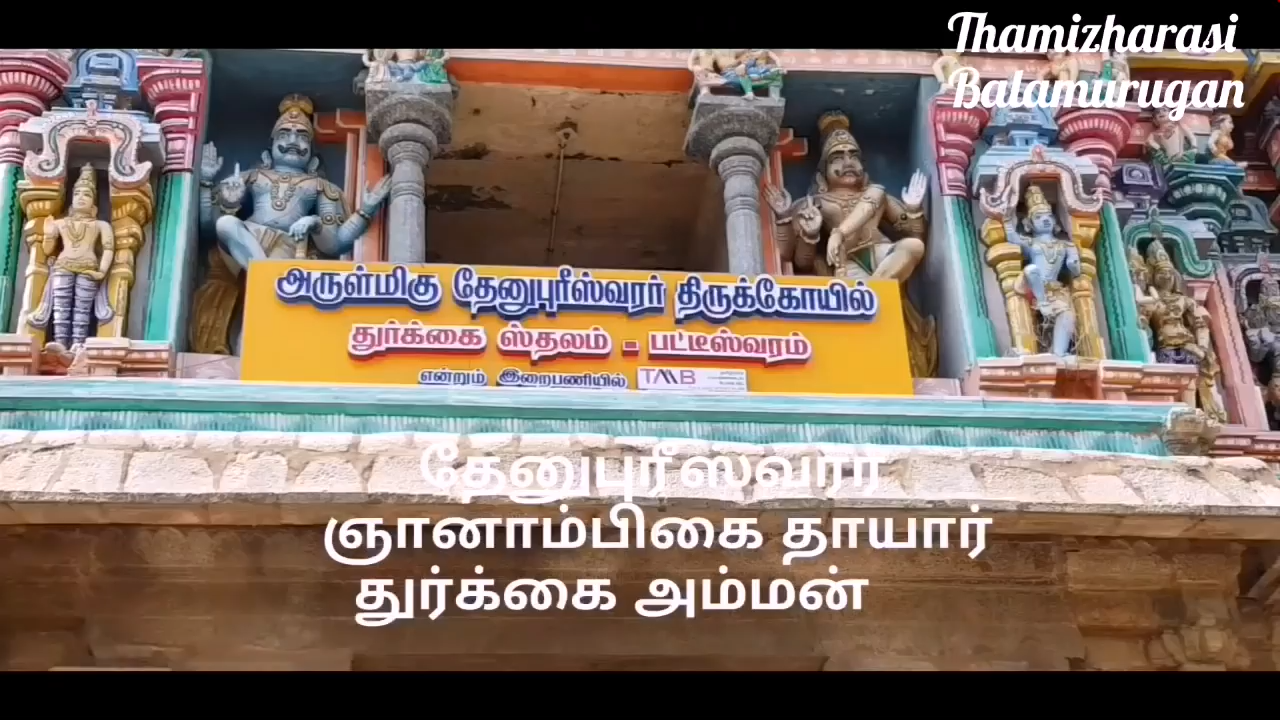 Thamizharasi
Balamurugan
அருள்மிகு தேனுபுரீஸ்வரர் திருக்கோயில்
துர்க்கை ஸ்தலம் - பட்டீஸ்வரம்
என்றும் இறைபணியில் TMB
தேனுபுரீஸ்வரர்
ஞானாம்பிகை தாயார்
துர்க்கை அம்மன்